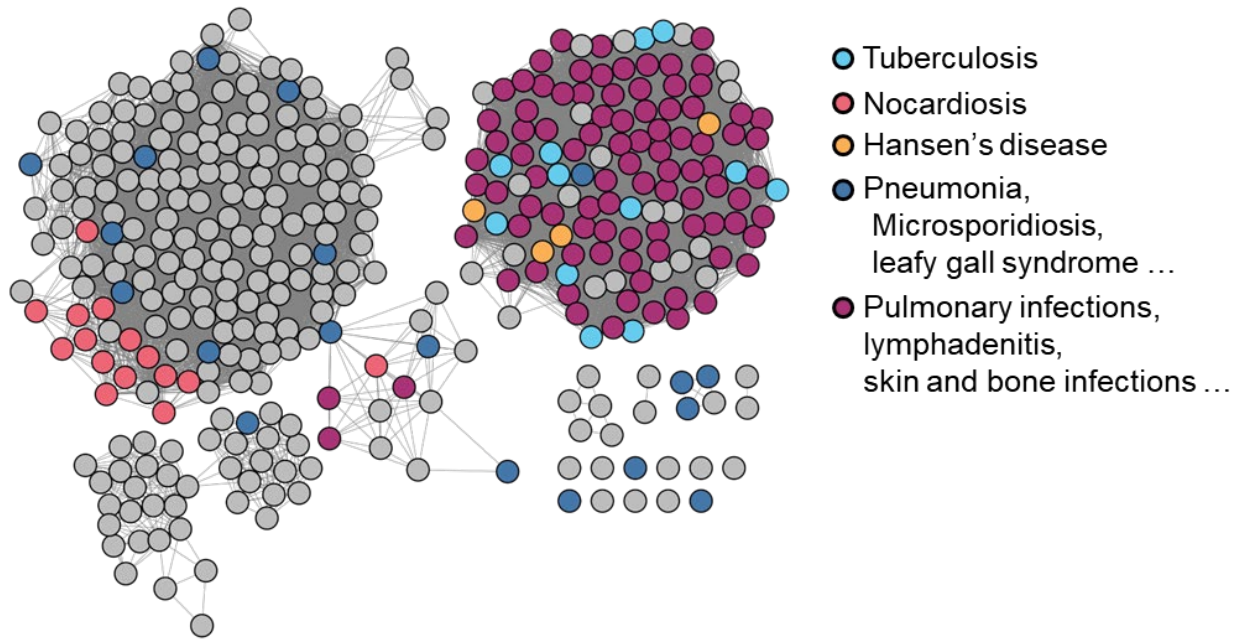 Tuberculosis
Nocardiosis
Hansen's disease
Pneumonia,
Microsporidiosis,
leafy gall syndrome ...
Pulmonary infections,
lymphadenitis,
skin and bone infections ...